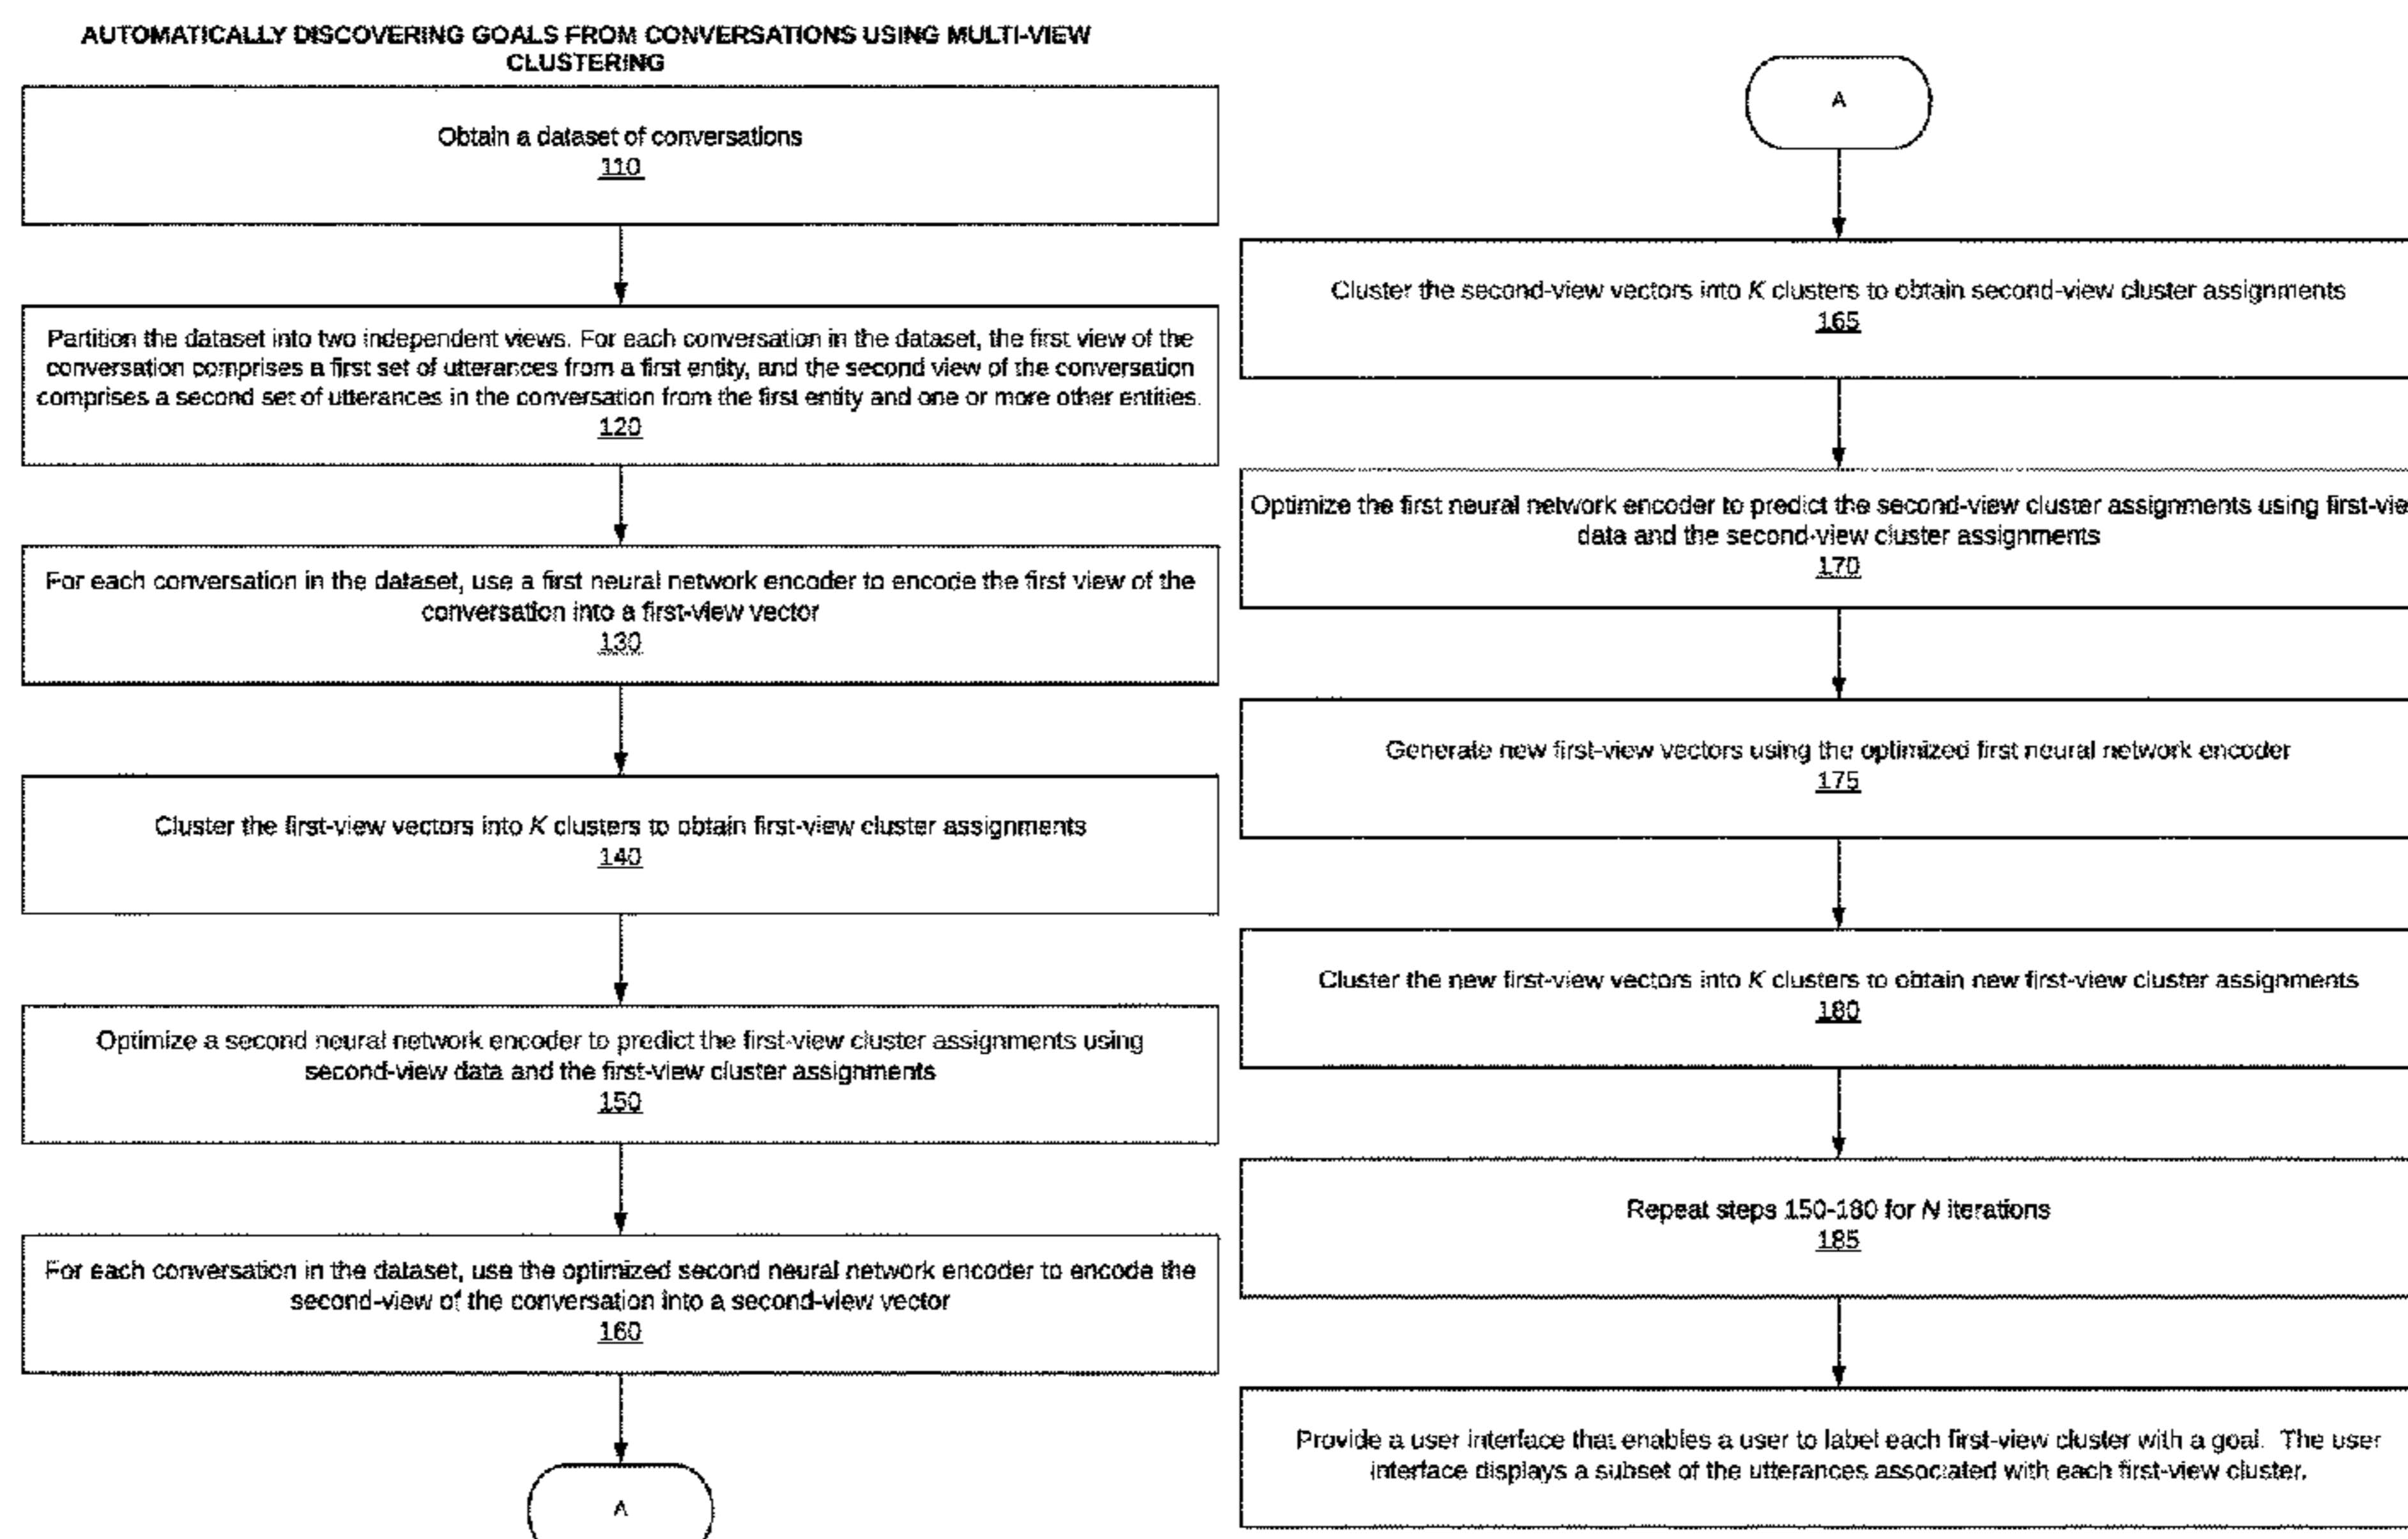 AUTOMATICALLY DISCOVERING GOALS FROM CONVERSATIONS USING MULTI-VIEW
CLUSTERING
Obtain a dataset of conversations
110
Partition the dataset into two independent views. For each conversation in the dataset, the first view of the
conversation comprises a first set of utterances from a first entity, and the second view of the conversation
comprises a second set of utterances in the conversation from the first entity and one or more other entities.
120
For each conversation in the dataset, use a first neural network encoder to encode the first view of the
conversation into a first-view vector
130
Cluster the first-view vectors into K clusters to obtain first-view cluster assignments
140
Optimize a second neural network encoder to predict the first-view cluster assignments using
second-view data and the first-view cluster assignments
150
For each conversation in the dataset, use the optimized second neural network encoder to encode the
second-view of the conversation into a second-view vector
160
A
A
Cluster the second-view vectors into K clusters to obtain second-view cluster assignments
165
Optimize the first neural network encoder to predict the second-view cluster assignments using first-vie
data and the second-view cluster assignments
170
Generate new first-view vectors using the optimized first neural network encoder
175
Cluster the new first-view vectors into K clusters to obtain new first-view cluster assignments
180
Repeat steps 150-180 for N iterations
185
Provide a user interface that enables a user to label each first-view cluster with a goal. The user
interface displays a subset of the utterances associated with each first-view cluster.